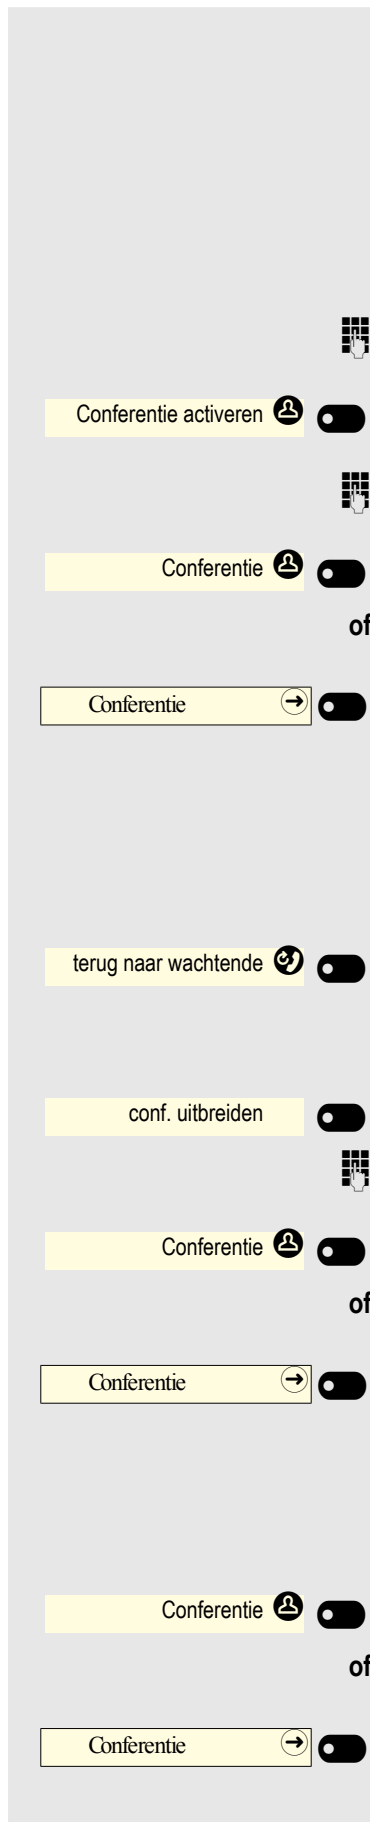 Conferentie activeren
Conferentie
of
Conferentie
terug naar wachtende
conf. uitbreiden
Conferentie
of
Conferentie
Conferentie
of
Conferentie